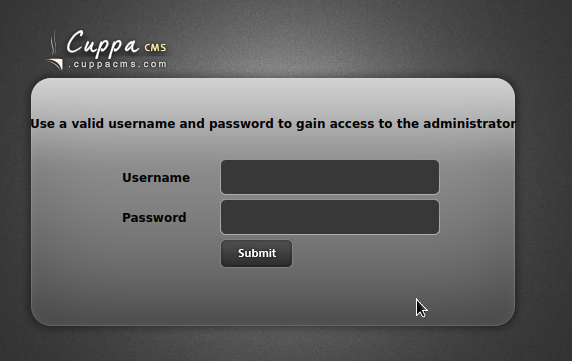 Cuppa CMS
.cuppacms.com
Use a valid username and password to gain access to the administrator
Username
Password
Submit